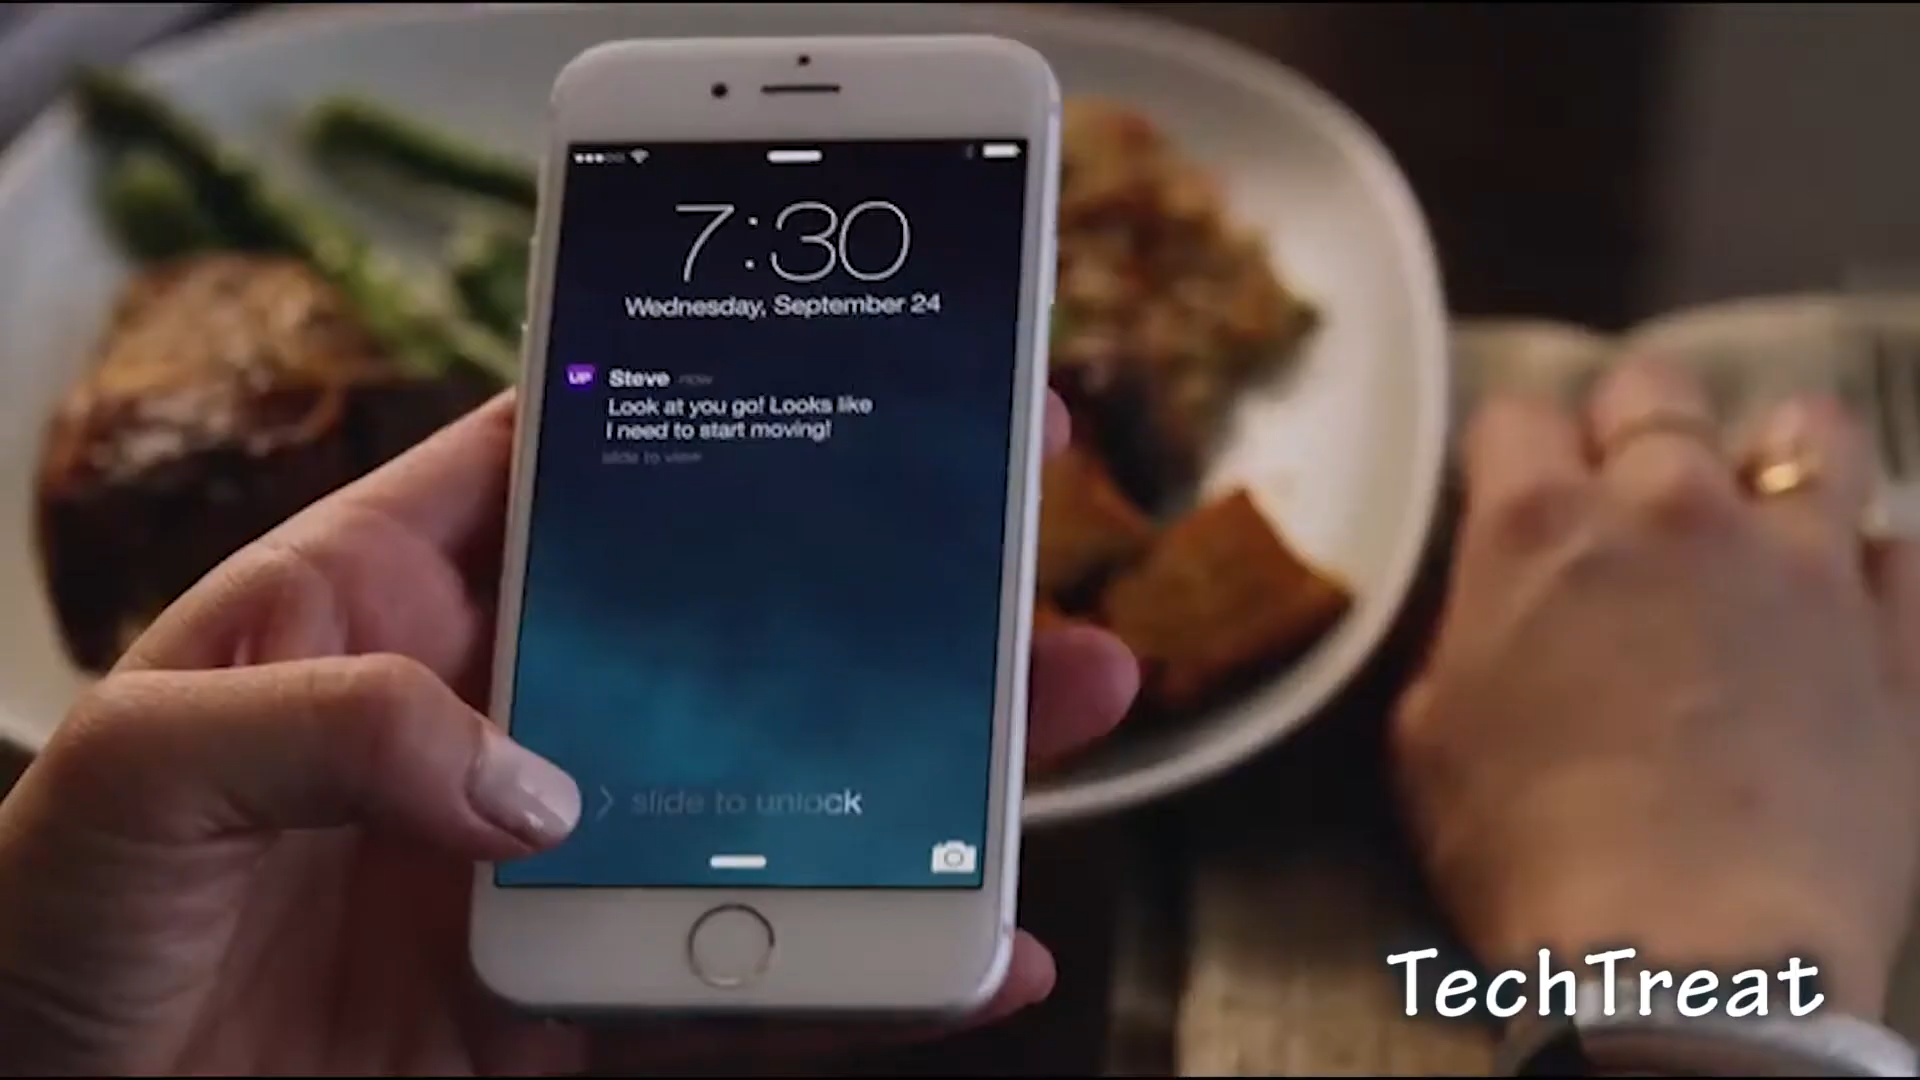 7:30
Wednesday, September 24
UP
Steve now
Look at you go! Looks like
I need to start moving!
slide to view
> slide to unlock
TechTreat